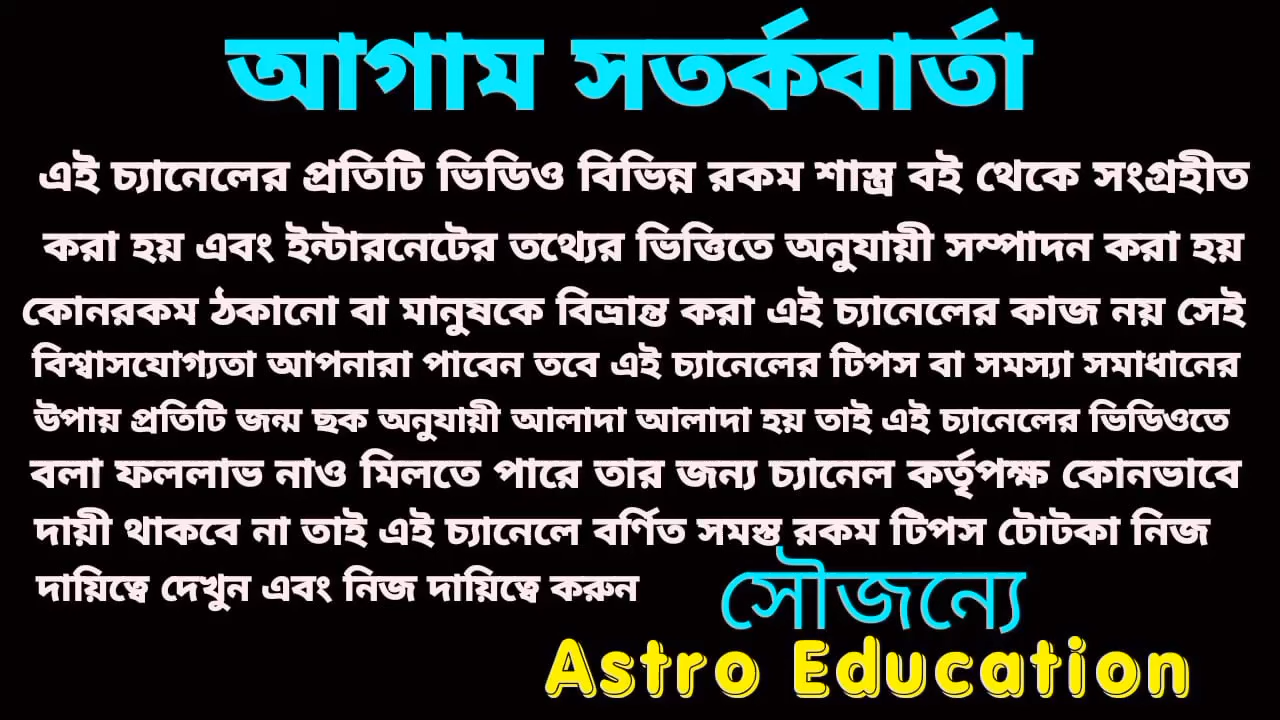 আগাম সতর্কবার্তা
এই চ্যানেলের প্রতিটি ভিডিও বিভিন্ন রকম শাস্ত্র বই থেকে সংগ্রহীত
করা হয় এবং ইন্টারনেটের তথ্যের ভিত্তিতে অনুযায়ী সম্পাদন করা হয়
কোনরকম ঠকানো বা মানুষকে বিভ্রান্ত করা এই চ্যানেলের কাজ নয় সেই
বিশ্বাসযোগ্যতা আপনারা পাবেন তবে এই চ্যানেলের টিপস বা সমস্যা সমাধানের
উপায় প্রতিটি জন্ম ছক অনুযায়ী আলাদা আলাদা হয় তাই এই চ্যানেলের ভিডিওতে
বলা ফললাভ নাও মিলতে পারে তার জন্য চ্যানেল কর্তৃপক্ষ কোনভাবে
দায়ী থাকবে না তাই এই চ্যানেলে বর্ণিত সমস্ত রকম টিপস টোটকা নিজ
দায়িত্বে দেখুন এবং নিজ দায়িত্বে করুন
সৌজন্যে
Astro Education